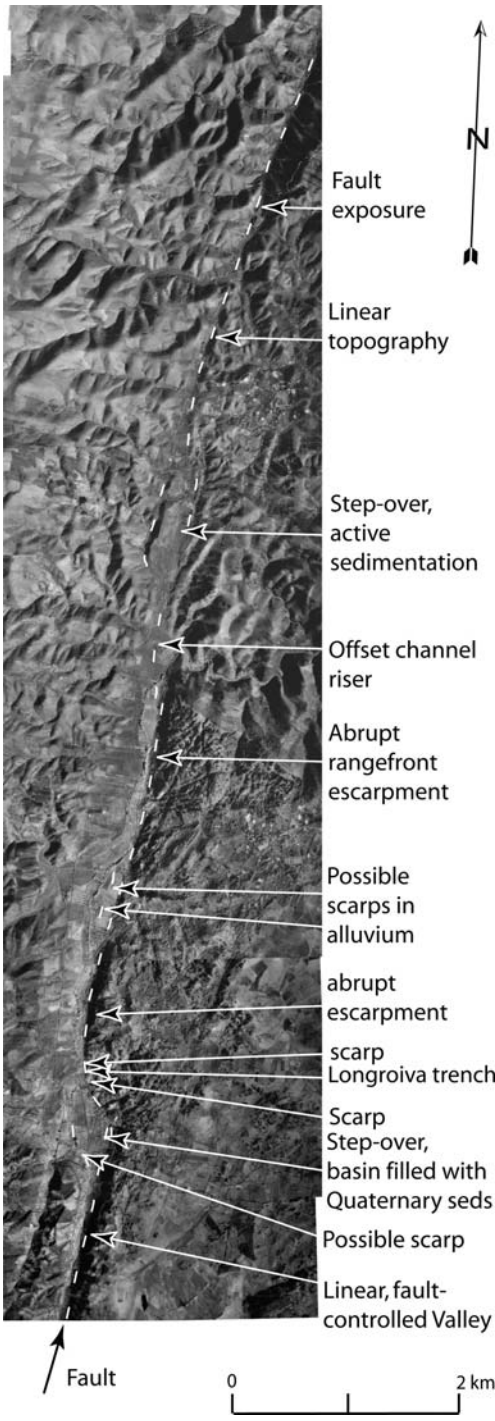 N
Fault
exposure
Linear
topography
Step-over,
active
sedimentation
Offset channel
riser
Abrupt
rangefront
escarpment
Possible
scarps in
alluvium
abrupt
escarpment
scarp
Longroiva trench
Scarp
Step-over,
basin filled with
Quaternary seds
Possible scarp
Linear, fault-
controlled Valley
Fault
0
2 km